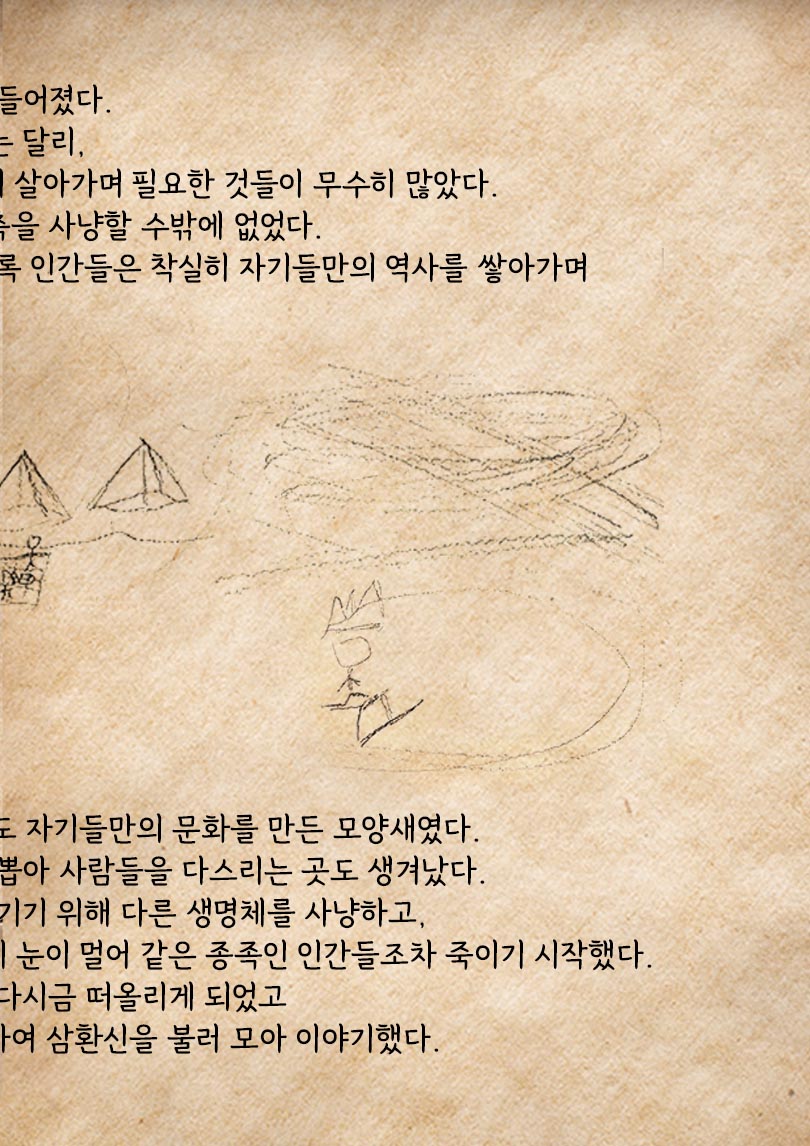 들어졌다.
는 달리,
살아가며 필요한 것들이 무수히 많았다.
사냥할 수밖에 없었다.
록 인간들은 착실히 자기들만의 역사를 쌓아가며
도 자기들만의 문화를 만든 모양새였다.
뽑아 사람들을 다스리는 곳도 생겨났다.
기기 위해 다른 생명체를 사냥하고,
눈이 멀어 같은 종족인 인간들조차 죽이기 시작했다.
다시금 떠올리게 되었고
삼환신을 불러 모아 이야기했다.